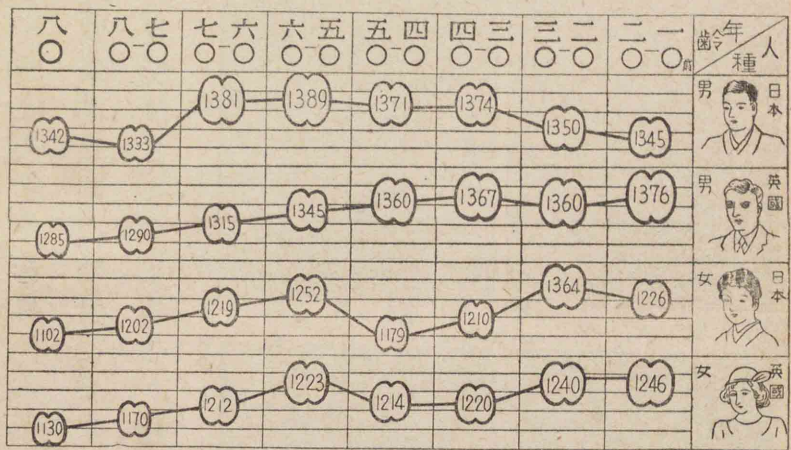 人種
年齡
一〇-二〇
二〇-三〇
三〇-四〇
四〇-五〇
五〇-六〇
六〇-七〇
七〇-八〇
八〇
日本
男
1345 1350 1374 1371 1389 1381 1333 1342
英國
男
1376 1360 1367 1360 1345 1315 1290 1285
日本
女
1226 1364 1210 1179 1252 1219 1202 1102
英國
女
1246 1240 1220 1214 1223 1212 1170 1130